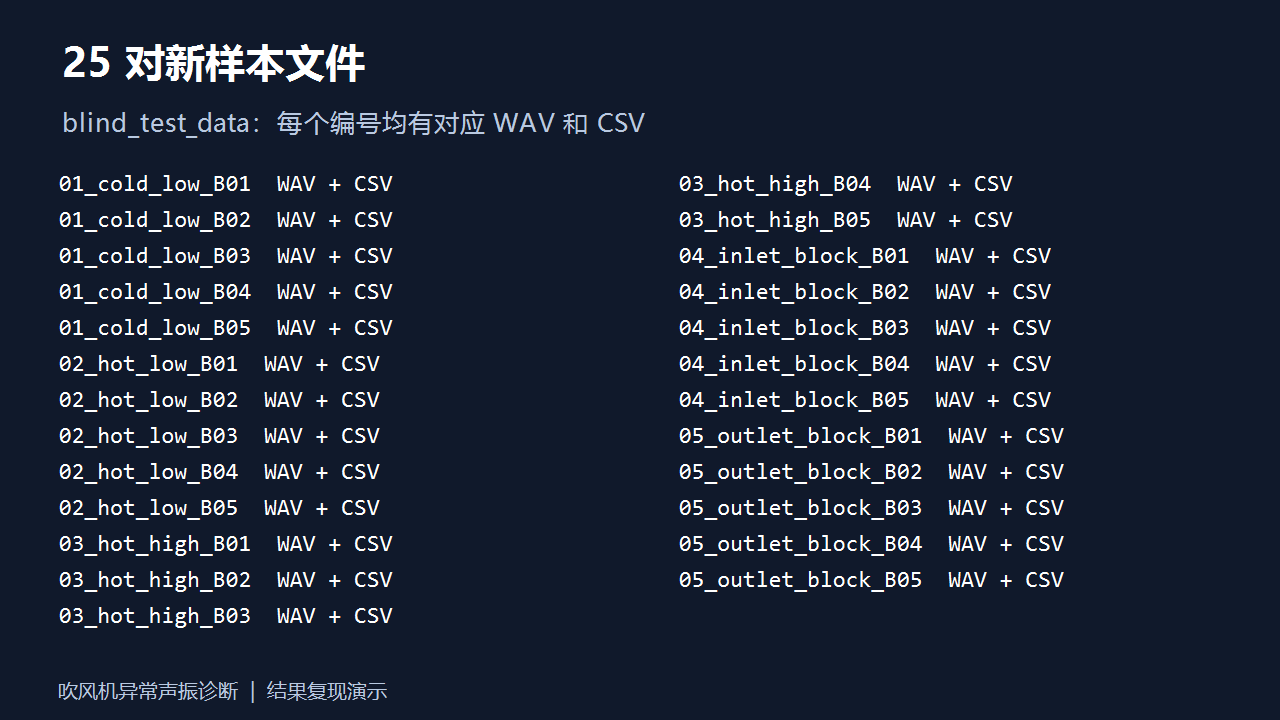 25 对新样本文件
blind_test_data：每个编号均有对应 WAV 和 CSV
01_cold_low_B01  WAV + CSV
01_cold_low_B02  WAV + CSV
01_cold_low_B03  WAV + CSV
01_cold_low_B04  WAV + CSV
01_cold_low_B05  WAV + CSV
02_hot_low_B01  WAV + CSV
02_hot_low_B02  WAV + CSV
02_hot_low_B03  WAV + CSV
02_hot_low_B04  WAV + CSV
02_hot_low_B05  WAV + CSV
03_hot_high_B01  WAV + CSV
03_hot_high_B02  WAV + CSV
03_hot_high_B03  WAV + CSV
03_hot_high_B04  WAV + CSV
03_hot_high_B05  WAV + CSV
04_inlet_block_B01  WAV + CSV
04_inlet_block_B02  WAV + CSV
04_inlet_block_B03  WAV + CSV
04_inlet_block_B04  WAV + CSV
04_inlet_block_B05  WAV + CSV
05_outlet_block_B01  WAV + CSV
05_outlet_block_B02  WAV + CSV
05_outlet_block_B03  WAV + CSV
05_outlet_block_B04  WAV + CSV
05_outlet_block_B05  WAV + CSV
吹风机异常声振诊断 | 结果复现演示